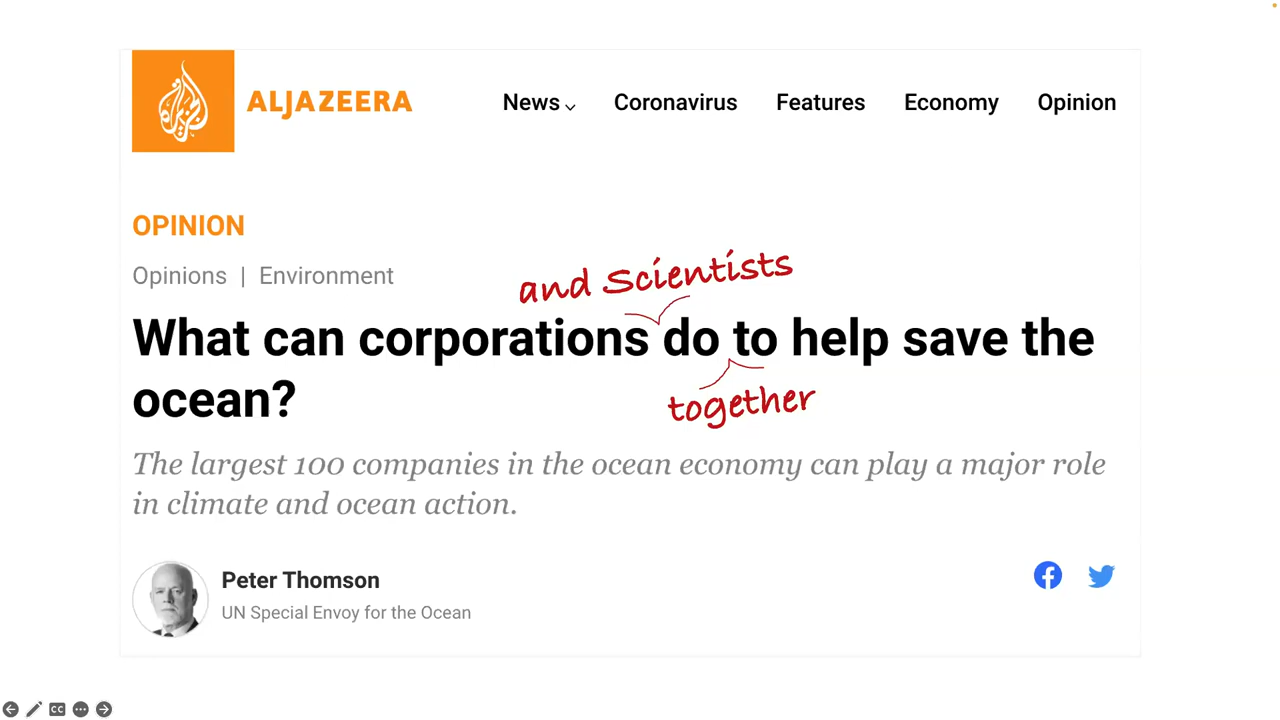 ALJAZEERA
News Coronavirus Features Economy Opinion
OPINION
Opinions | Environment
and Scientists
What can corporations do to help save the
ocean?
together
The largest 100 companies in the ocean economy can play a major role
in climate and ocean action.
Peter Thomson
UN Special Envoy for the Ocean
CC